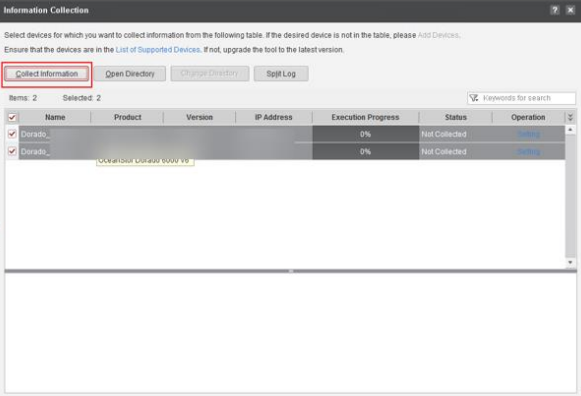 Information Collection
Select devices for which you want to collect information from the following table. If the desired device is not in the table, please Add Devices.
Ensure that the devices are in the List of Supported Devices. If not, upgrade the tool to the latest version.
Collect Information Open Directory Change Directory Split Log
Items: 2 Selected: 2 Keywords for search
Name Product Version IP Address Execution Progress Status Operation
Dorado_ 0% Not Collected Setting
Dorado_ 0% Not Collected Setting
OceanStor Dorado 6000 V6